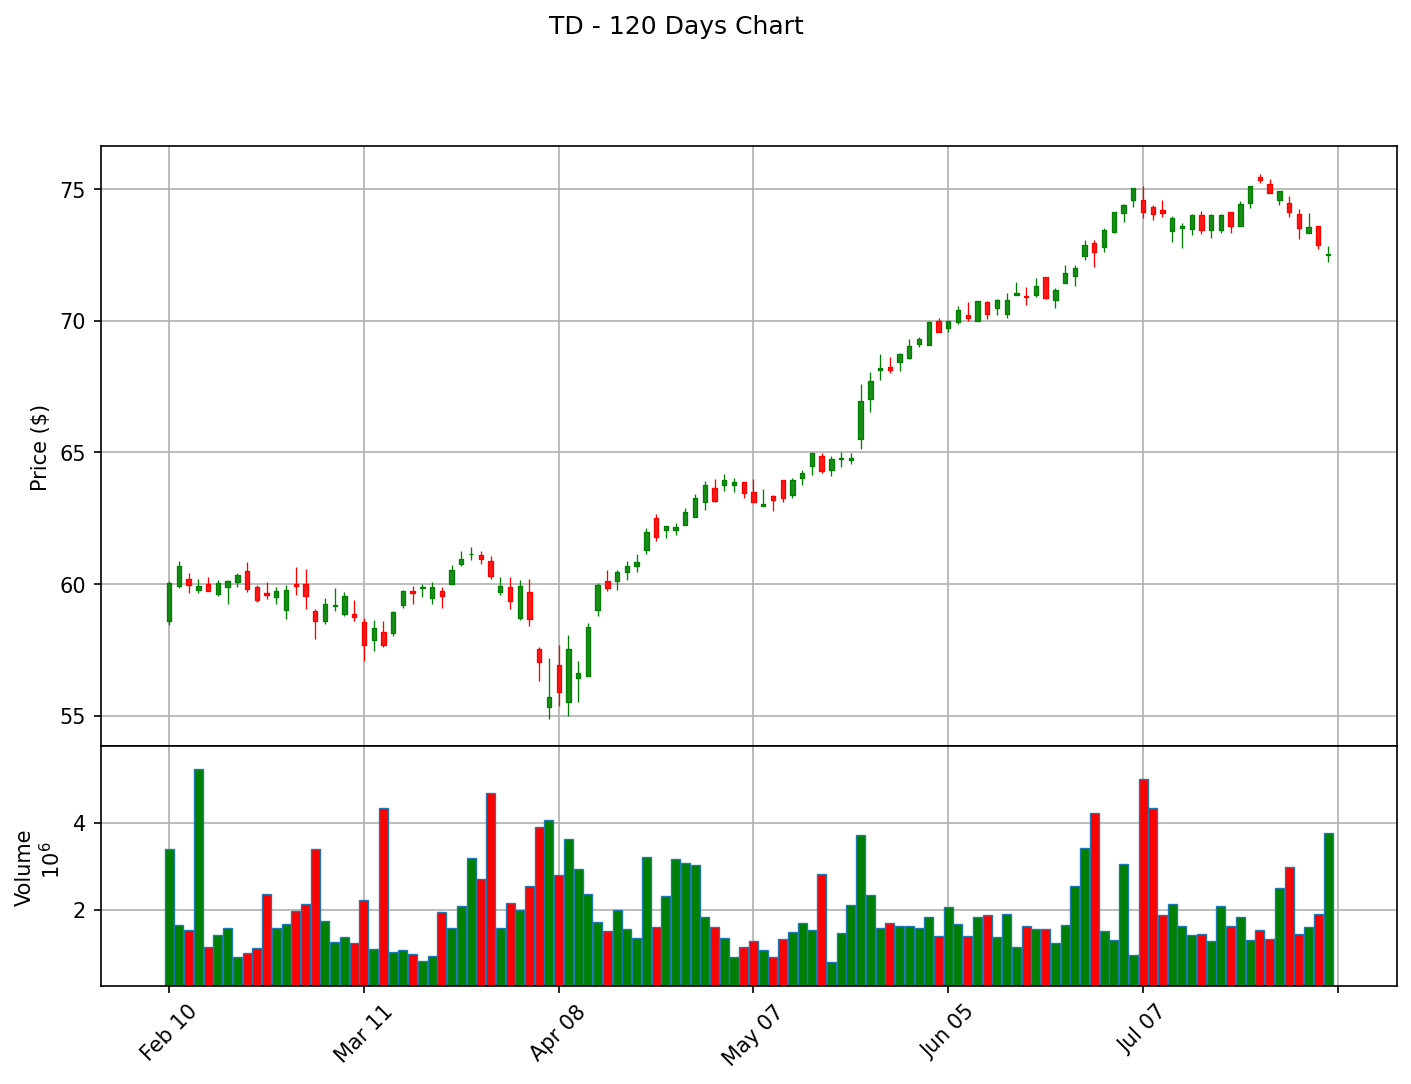 TD - 120 Days Chart
75
70
65
60
55
Price ($)
4
2
Volume
10⁶
Feb 10
Mar 11
Apr 08
May 07
Jun 05
Jul 07